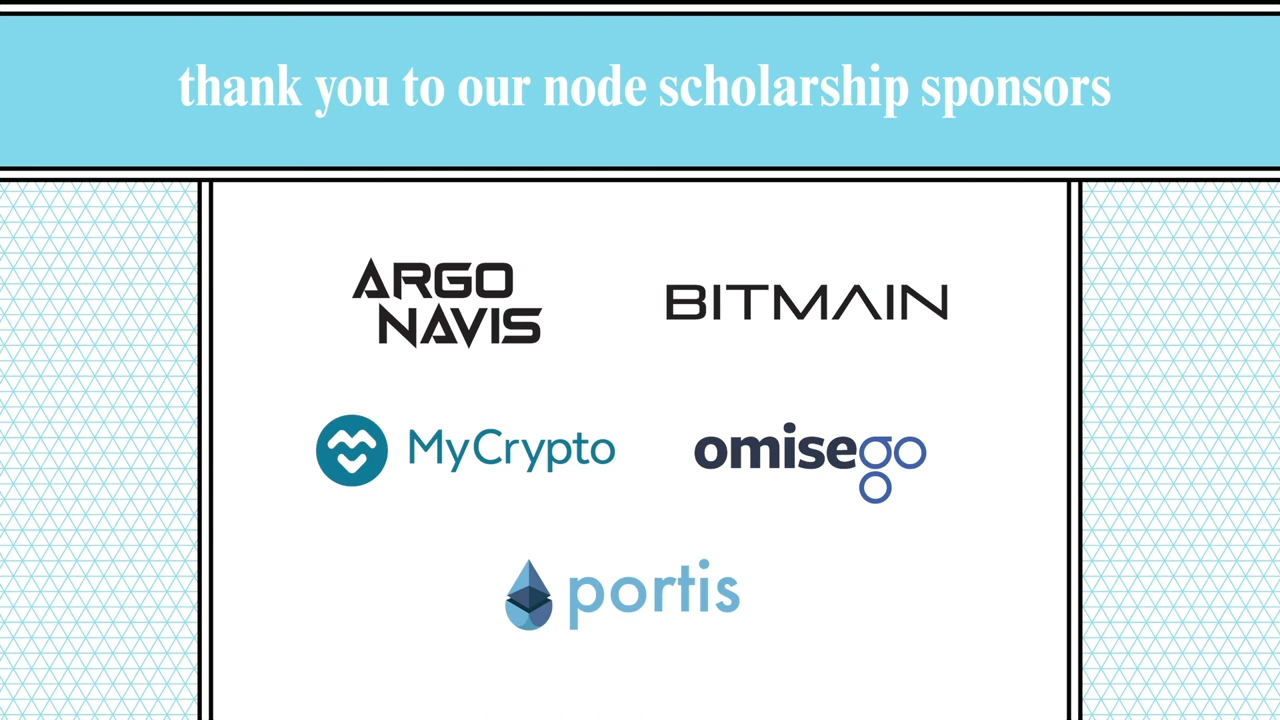 thank you to our node scholarship sponsors
ARGO
NAVIS
BITMAIN
MyCrypto
omisego
portis